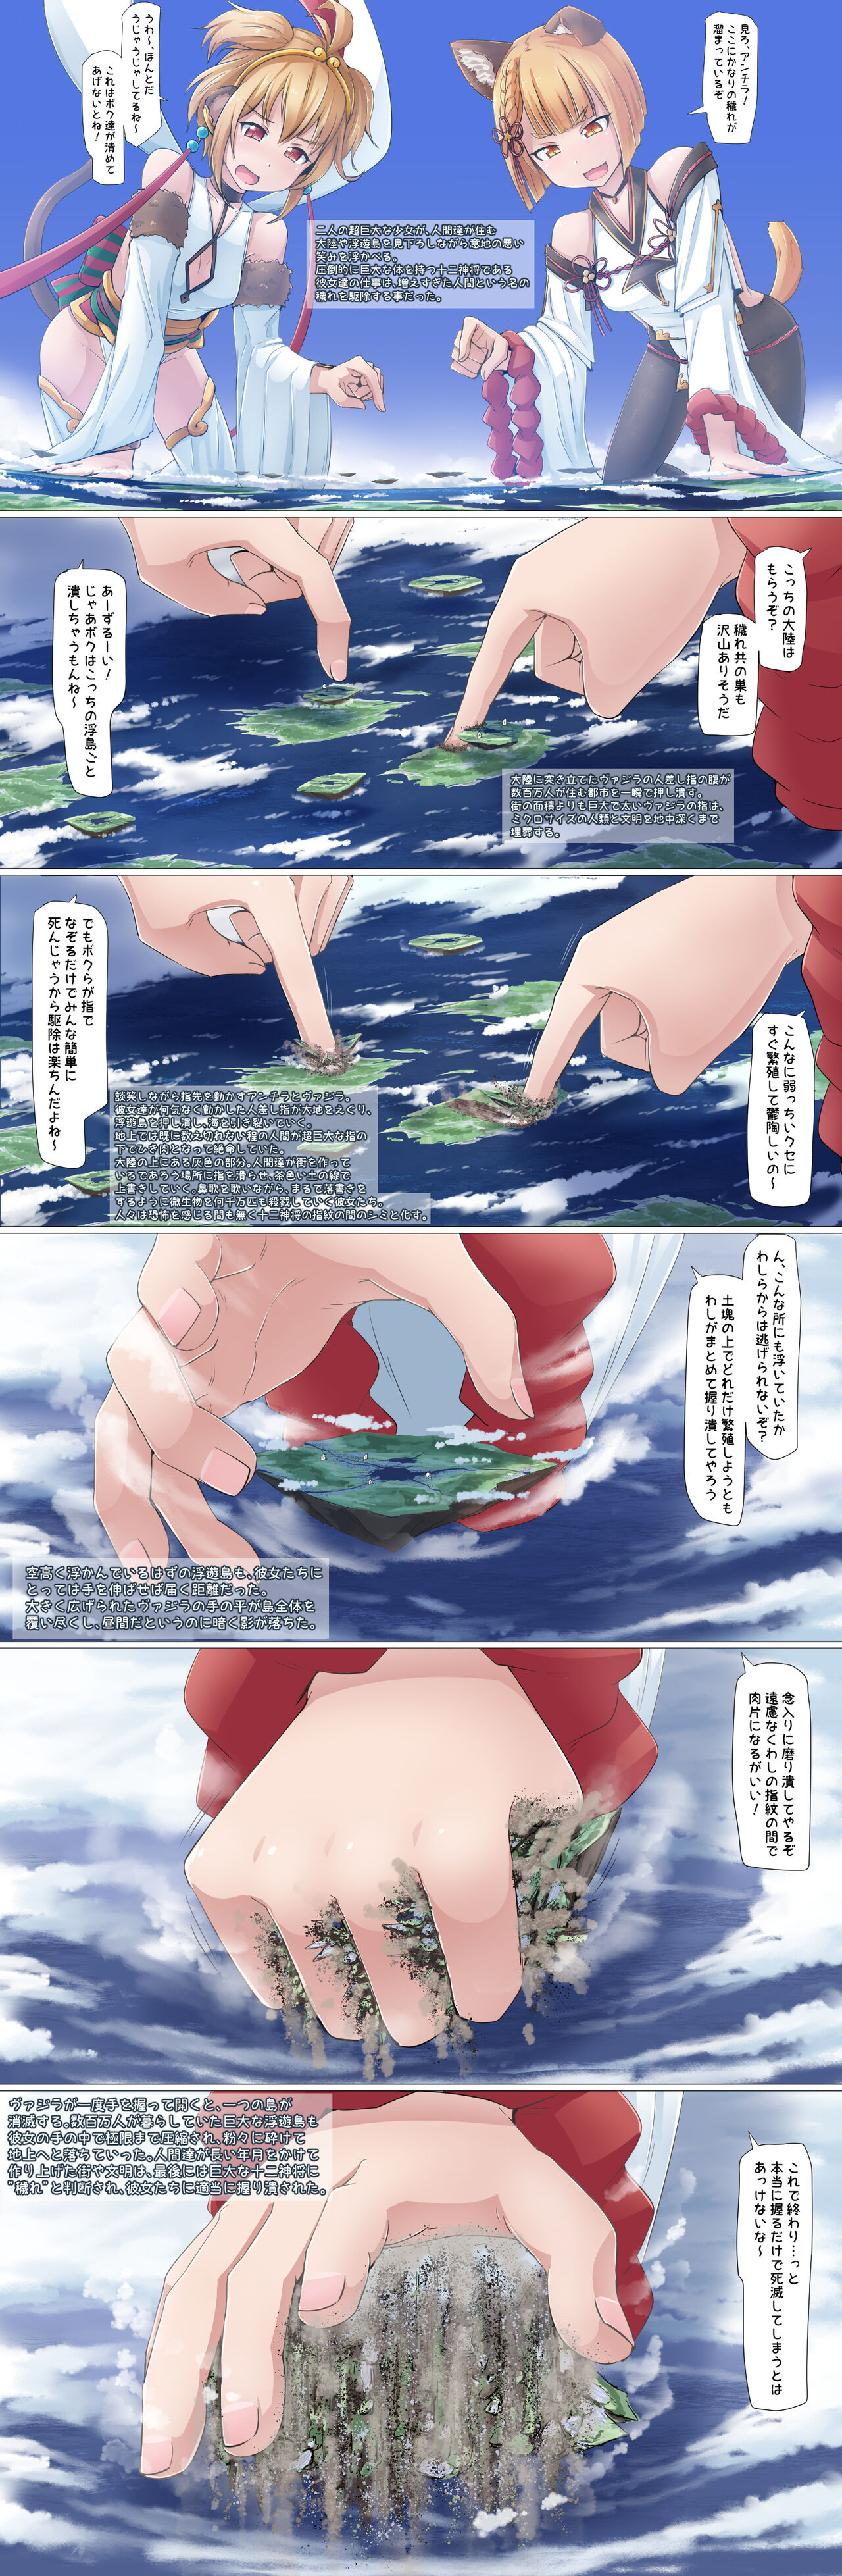 見ろ、アンチラ！
ここにかなりの穢れが
溜まっているぞ
うわ～、ほんとだ
うじゃうじゃしてるね～
これはボク達が清めて
あげないとね！
二人の超巨大な少女が、人間達が住む
大陸や浮遊島を見下ろしながら意地の悪い
笑みを浮かべる。
圧倒的に巨大な体を持つ十二神将である
彼女達の仕事は、増えすぎた人間という名の
穢れを駆除する事だった。
こっちの大陸は
もらうぞ？
穢れ共の巣も
沢山ありそうだ
あーずるーい！
じゃあボクはこっちの浮島ごと
潰しちゃうもんね～
大陸に突き立てたヴァジラの人差し指の腹が
数百万人が住む都市を一瞬で押し潰す。
街の面積よりも巨大で太いヴァジラの指は、
ミクロサイズの人類と文明を地中深くまで
埋葬する。
こんなに弱っちいクセに
すぐ繁殖して鬱陶しいの～
でもボクらが指で
なぞるだけでみんな簡単に
死んじゃうから駆除は楽ちんだよね～
談笑しながら指先を動かすアンチラとヴァジラ。
彼女達が何気なく動かした人差し指が大地をえぐり、
浮遊島を押し潰し、海を引き裂いていく。
地上では既に数え切れない程の人間が超巨大な指の
下でひき肉となって絶命していた。
大陸の上にある灰色の部分、人間達が街を作って
いるであろう場所に指を滑らせ、茶色い土の線で
上書きしていく。鼻歌を歌いながら、まるで落書きを
するように微生物を何千万匹も殺戮していく彼女たち。
人々は恐怖を感じる間も無く十二神将の指紋の間のシミと化す。
ん、こんな所にも浮いていたか
わしらからは逃げられないぞ？
土塊の上でどれだけ繁殖しようとも
わしがまとめて握り潰してやろう
空高く浮かんでいるはずの浮遊島も、彼女たちに
とっては手を伸ばせば届く距離だった。
大きく広げられたヴァジラの手の平が島全体を
覆い尽くし、昼間だというのに暗く影が落ちた。
念入りに磨り潰してやるぞ
遠慮なくわしの指紋の間で
肉片になるがいい！
ヴァジラが一度手を握って開くと、一つの島が
消滅する。数百万人が暮らしていた巨大な浮遊島も
彼女の手の中で極限まで圧縮され、粉々に砕けて
地上へと落ちていった。人間達が長い年月をかけて
作り上げた街や文明は、最後には巨大な十二神将に
"穢れ"と判断され、彼女たちに適当に握り潰された。
これで終わり…っと
本当に握るだけで死滅してしまうとは
あっけないな～